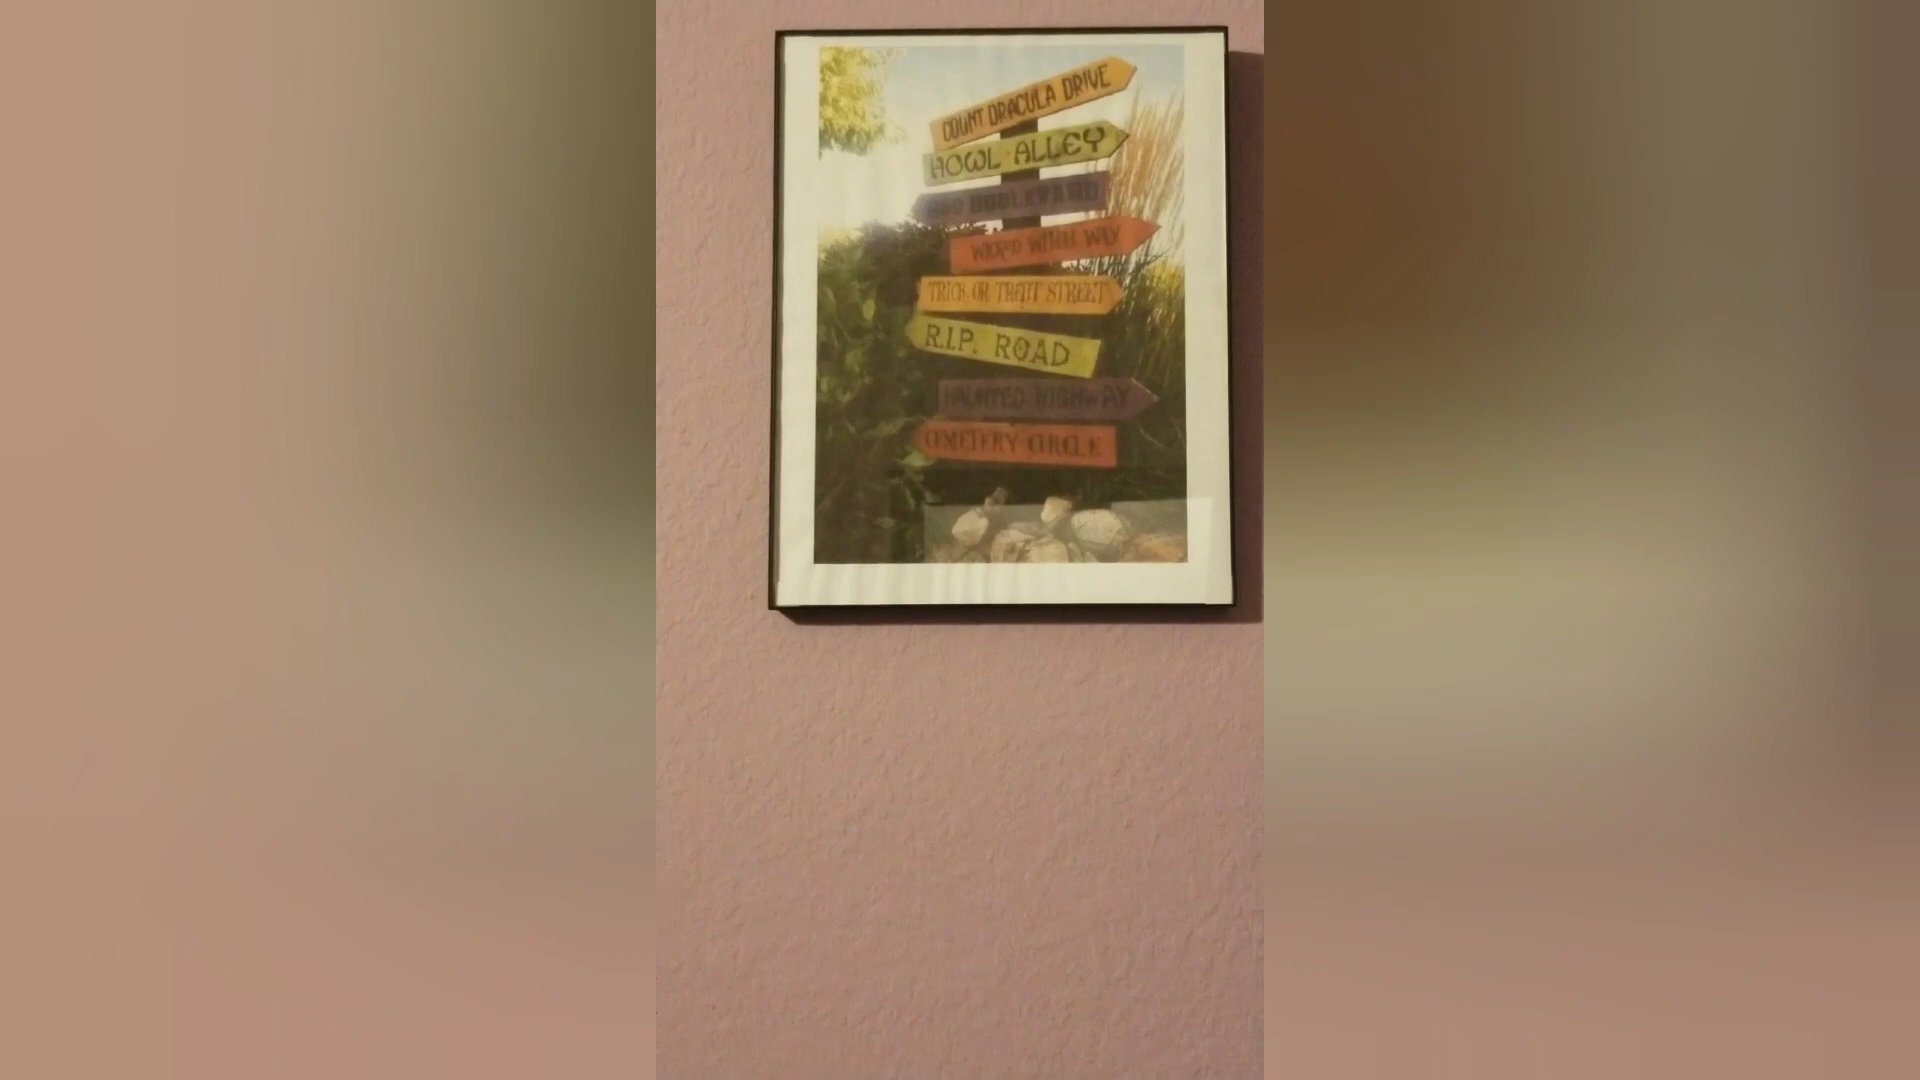 COUNT DRACULA DRIVE
HOWL ALLEY
BOO BOULEVARD
WICKED WITCH WAY
TRICK OR TREAT STREET
R.I.P. ROAD
HAUNTED HIGHWAY
CEMETERY CIRCLE